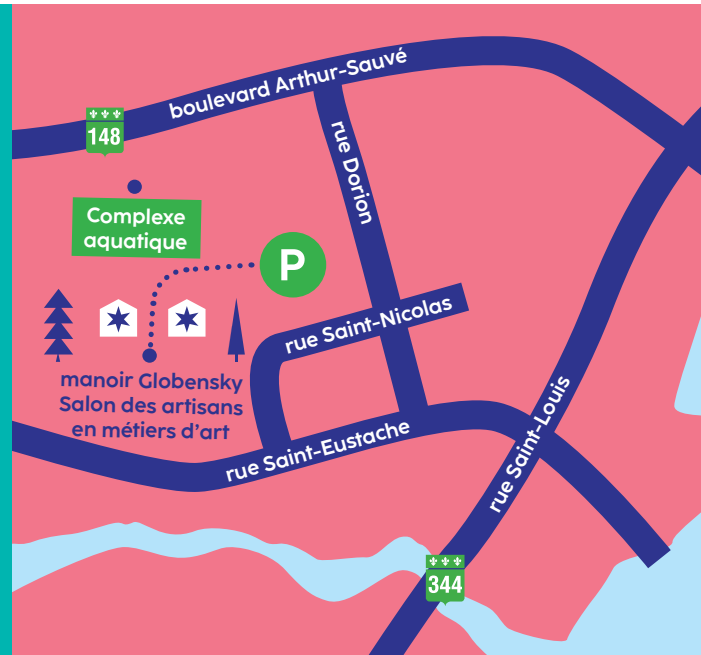 boulevard Arthur-Sauvé
148
rue Dorion
Complexe
aquatique
P
rue Saint-Nicolas
manoir Globensky
Salon des artisans
en métiers d'art
rue Saint-Eustache
rue Saint-Louis
344